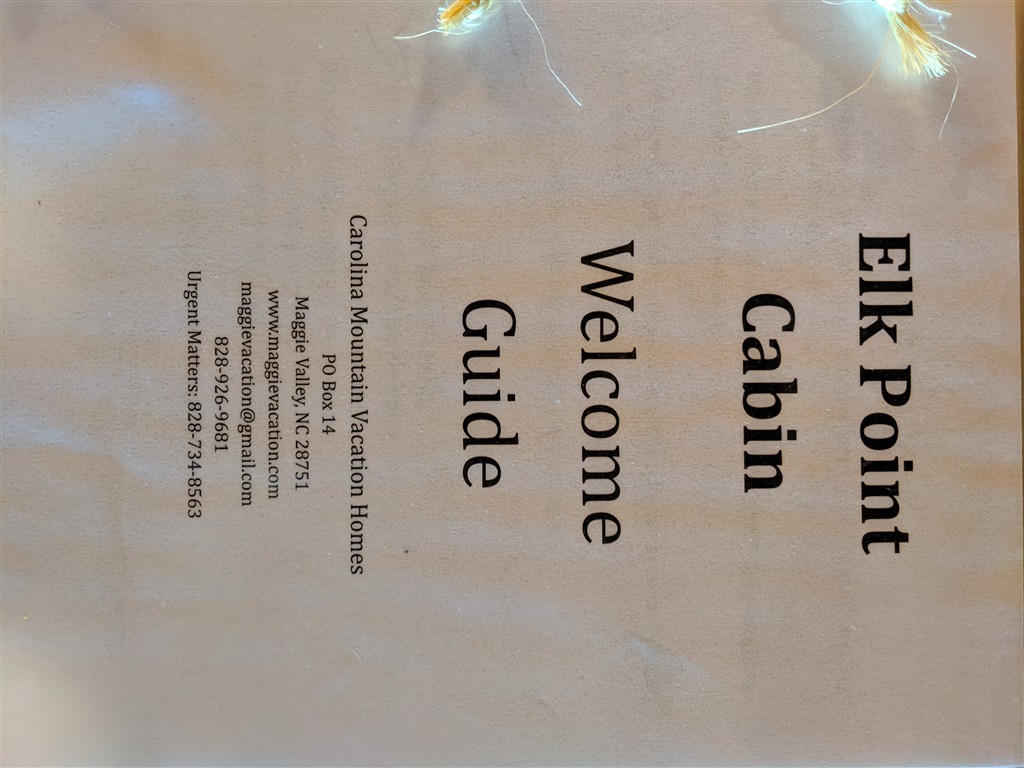 Elk Point
Cabin
Welcome
Guide
Carolina Mountain Vacation Homes
PO Box 14
Maggie Valley, NC 28751
www.maggievacation.com
maggievacation@gmail.com
828-926-9681
Urgent Matters: 828-734-8563